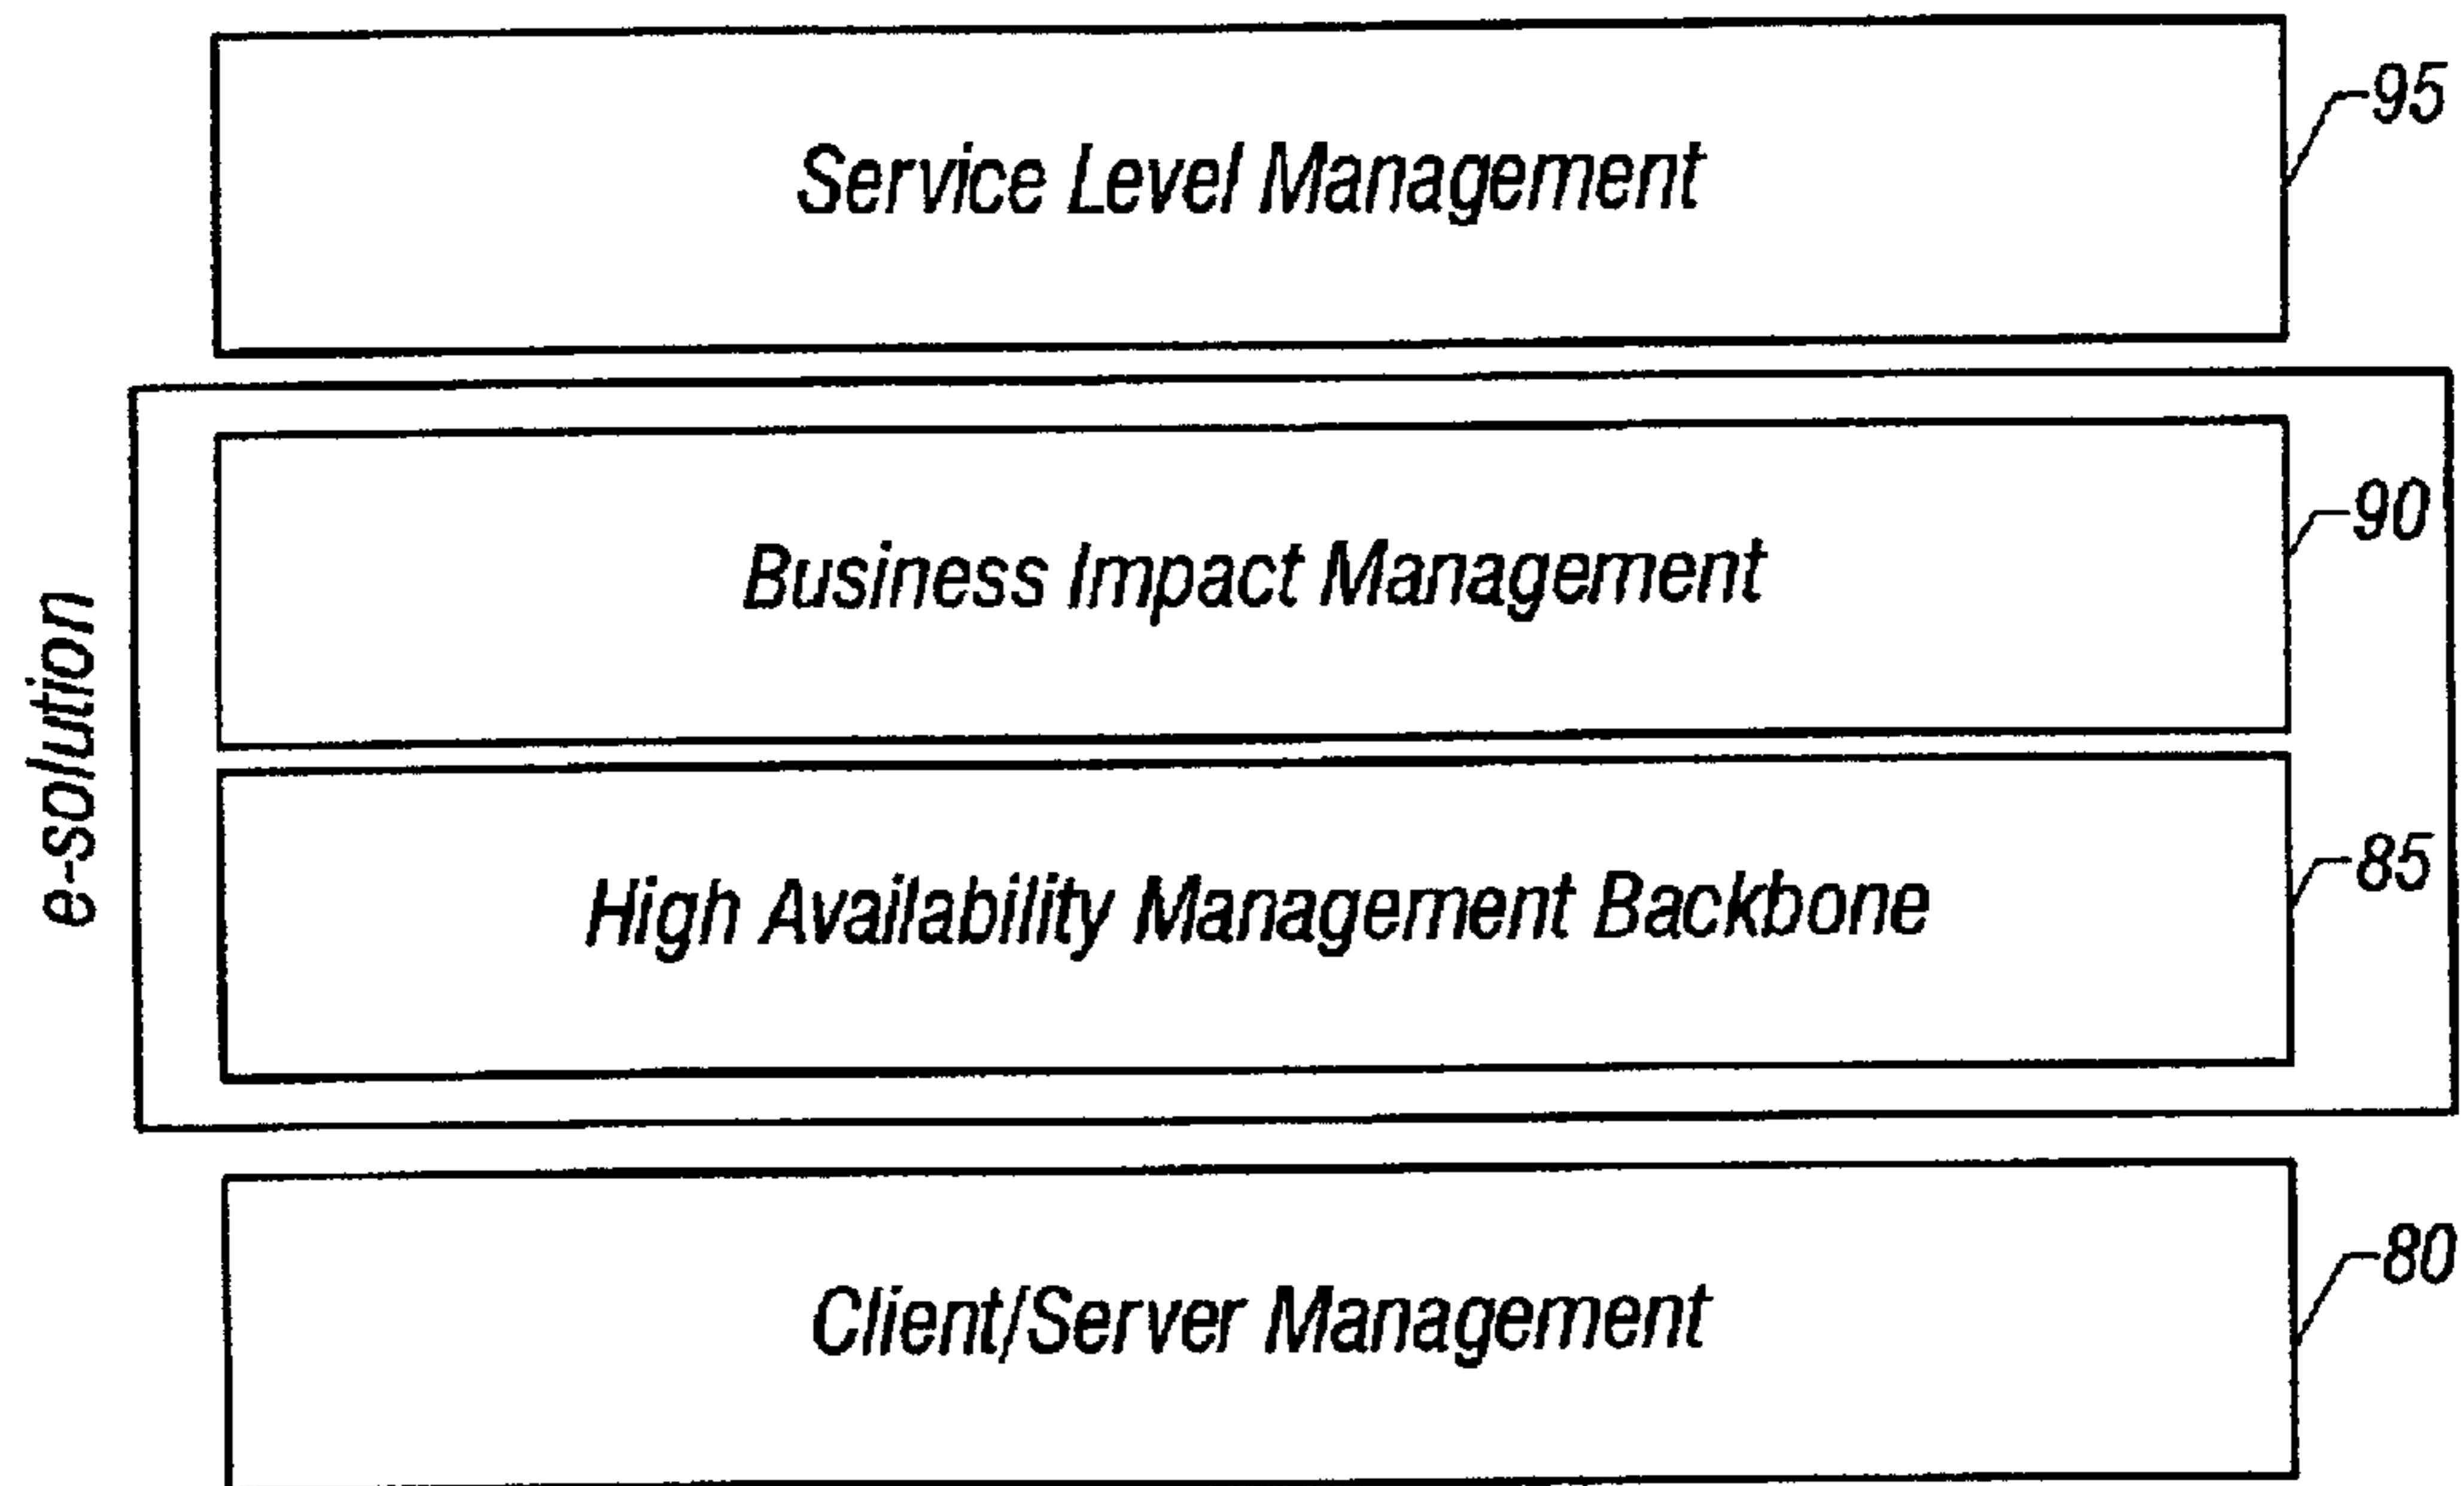 Service Level Management
95
e-solution
Business Impact Management
90
High Availability Management Backbone
85
Client/Server Management
80